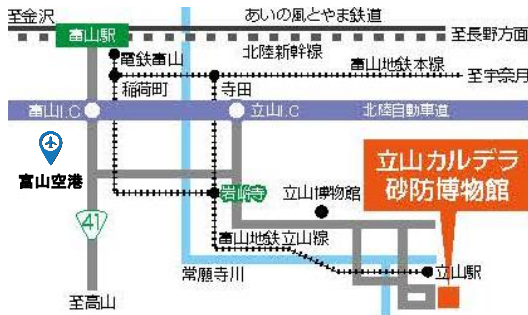 至金沢
あいの風とやま鉄道
富山駅
至長野方面
北陸新幹線
電鉄富山
富山地鉄本線
至宇奈月
稲荷町
寺田
富山I.C
立山I.C
北陸自動車道
富山空港
立山カルデラ
砂防博物館
岩峅寺
立山博物館
41
富山地鉄立山線
常願寺川
立山駅
至高山